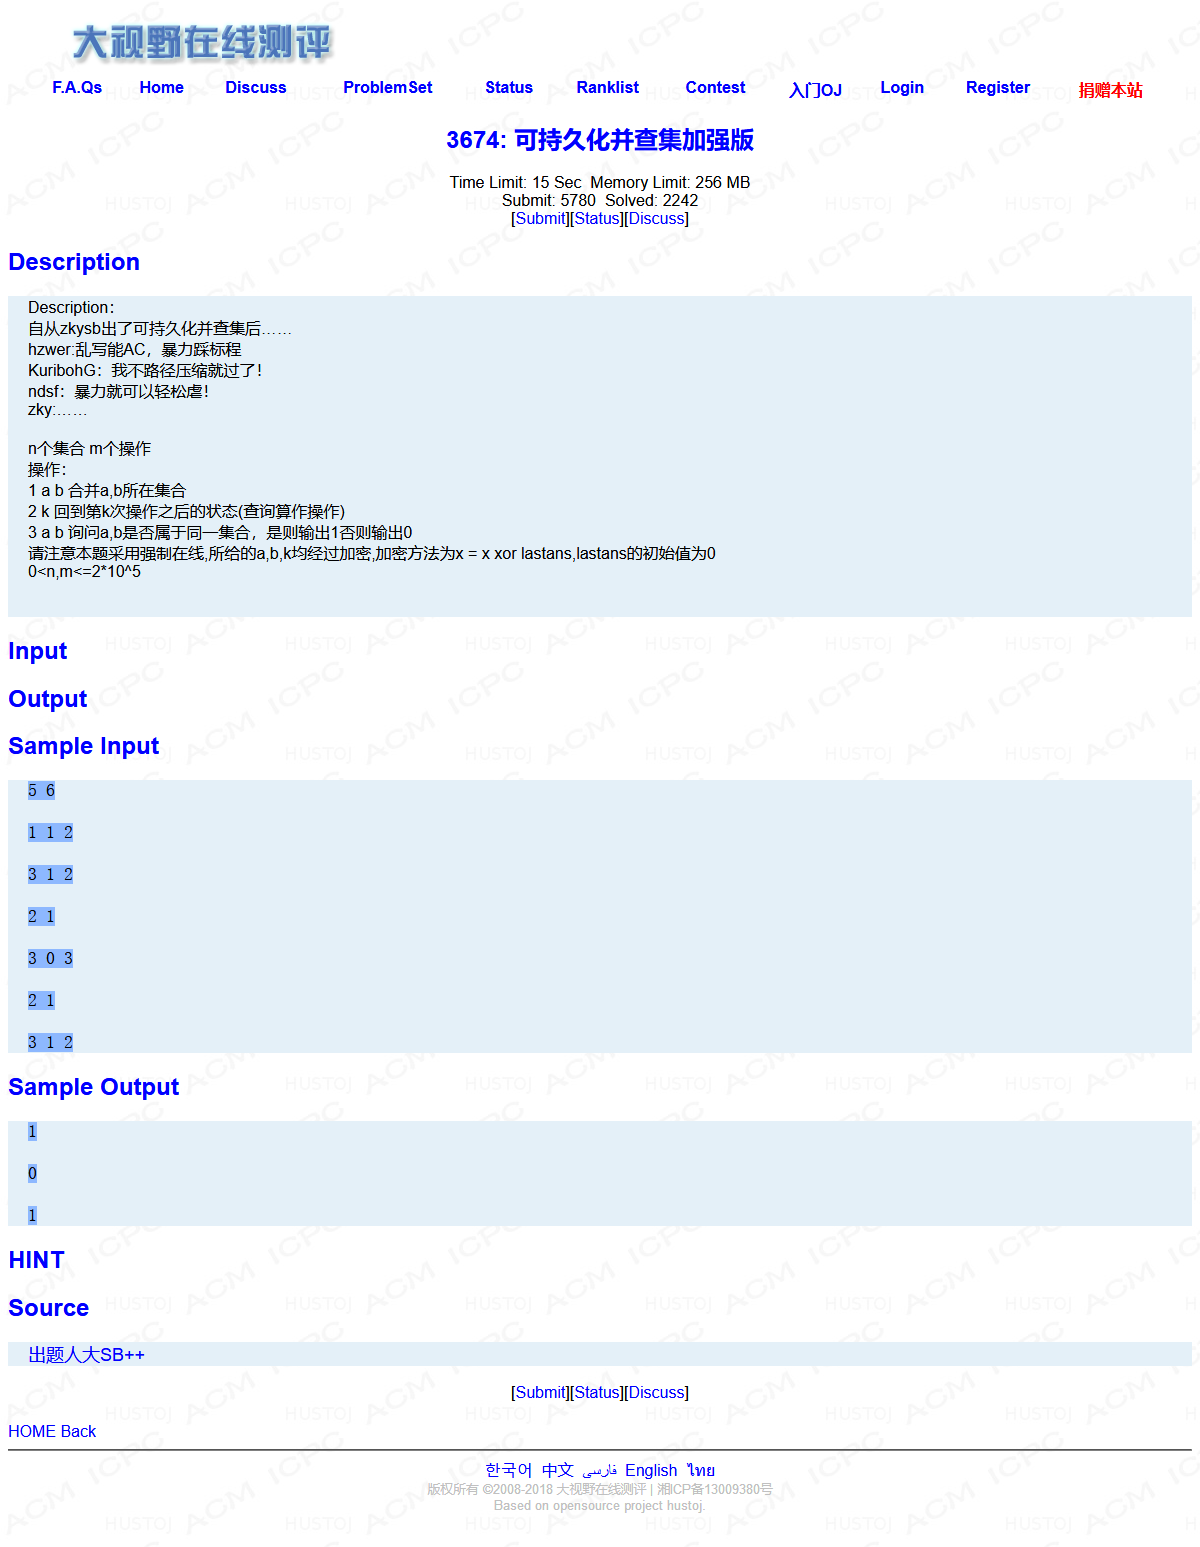 大视野在线测评
F.A.Qs Home Discuss ProblemSet Status Ranklist Contest 入门OJ Login Register 捐赠本站
3674: 可持久化并查集加强版
Time Limit: 15 Sec  Memory Limit: 256 MB
Submit: 5780  Solved: 2242
[Submit][Status][Discuss]
Description
Description：
自从zkysb出了可持久化并查集后……
hzwer:乱写能AC，暴力踩标程
KuribohG：我不路径压缩就过了！
ndsf：暴力就可以轻松虐！
zky:……
n个集合 m个操作
操作：
1 a b 合并a,b所在集合
2 k 回到第k次操作之后的状态(查询算作操作)
3 a b 询问a,b是否属于同一集合，是则输出1否则输出0
请注意本题采用强制在线,所给的a,b,k均经过加密,加密方法为x = x xor lastans,lastans的初始值为0
0<n,m<=2*10^5
Input
Output
Sample Input
5 6
1 1 2
3 1 2
2 1
3 0 3
2 1
3 1 2
Sample Output
1
0
1
HINT
Source
出题人大SB++
[Submit][Status][Discuss]
HOME Back
한국어 中文 فارسی English ไทย
版权所有 ©2008-2018 大视野在线测评 | 湘ICP备13009380号
Based on opensource project hustoj.